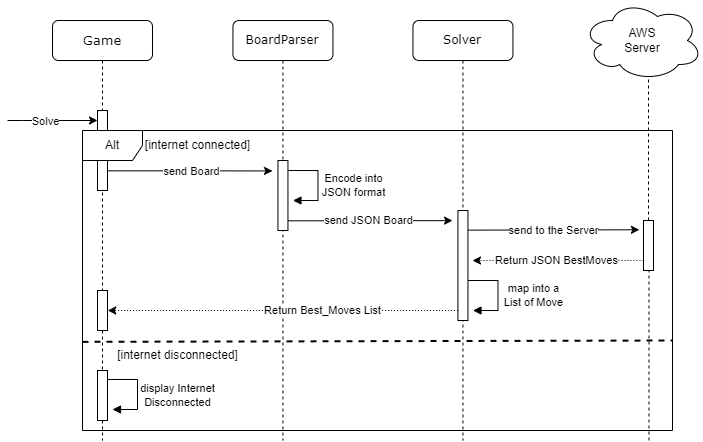 Game
BoardParser
Solver
AWS
Server
Solve
Alt
[internet connected]
send Board
Encode into
JSON format
send JSON Board
send to the Server
Return JSON BestMoves
map into a
List of Move
Return Best_Moves List
[internet disconnected]
display Internet
Disconnected